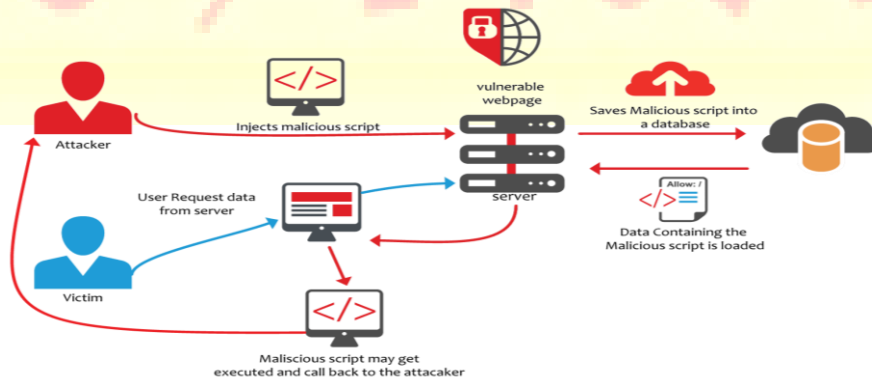 vulnerable
webpage
</>
Injects malicious script
Attacker
Saves Malicious script into
a database
User Request data
from server
server
Allow: /
</>
Data Containing the
Malicious script is loaded
Victim
</>
Maliscious script may get
executed and call back to the attacaker